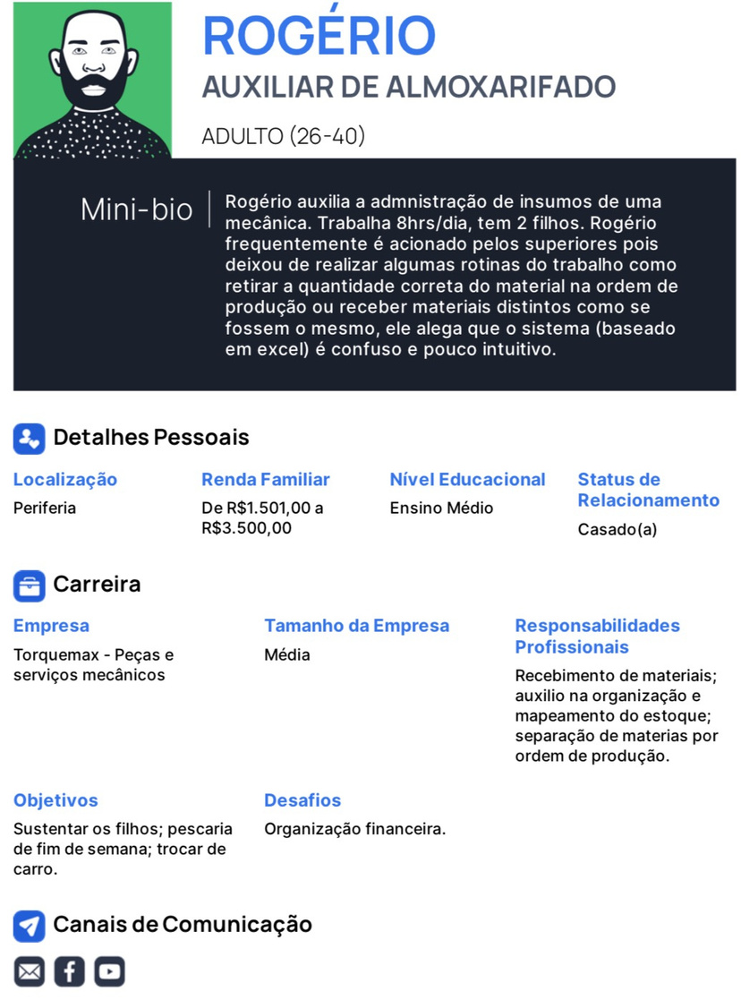 ROGÉRIO
AUXILIAR DE ALMOXARIFADO
ADULTO (26-40)
Mini-bio
Rogério auxilia a admnistração de insumos de uma
mecânica. Trabalha 8hrs/dia, tem 2 filhos. Rogério
frequentemente é acionado pelos superiores pois
deixou de realizar algumas rotinas do trabalho como
retirar a quantidade correta do material na ordem de
produção ou receber materiais distintos como se
fossem o mesmo, ele alega que o sistema (baseado
em excel) é confuso e pouco intuitivo.
Detalhes Pessoais
Localização
Periferia
Renda Familiar
De R$1.501,00 a
R$3.500,00
Nível Educacional
Ensino Médio
Status de
Relacionamento
Casado(a)
Carreira
Empresa
Torquemax - Peças e
serviços mecânicos
Tamanho da Empresa
Média
Responsabilidades
Profissionais
Recebimento de materiais;
auxilio na organização e
mapeamento do estoque;
separação de materias por
ordem de produção.
Objetivos
Sustentar os filhos; pescaria
de fim de semana; trocar de
carro.
Desafios
Organização financeira.
Canais de Comunicação